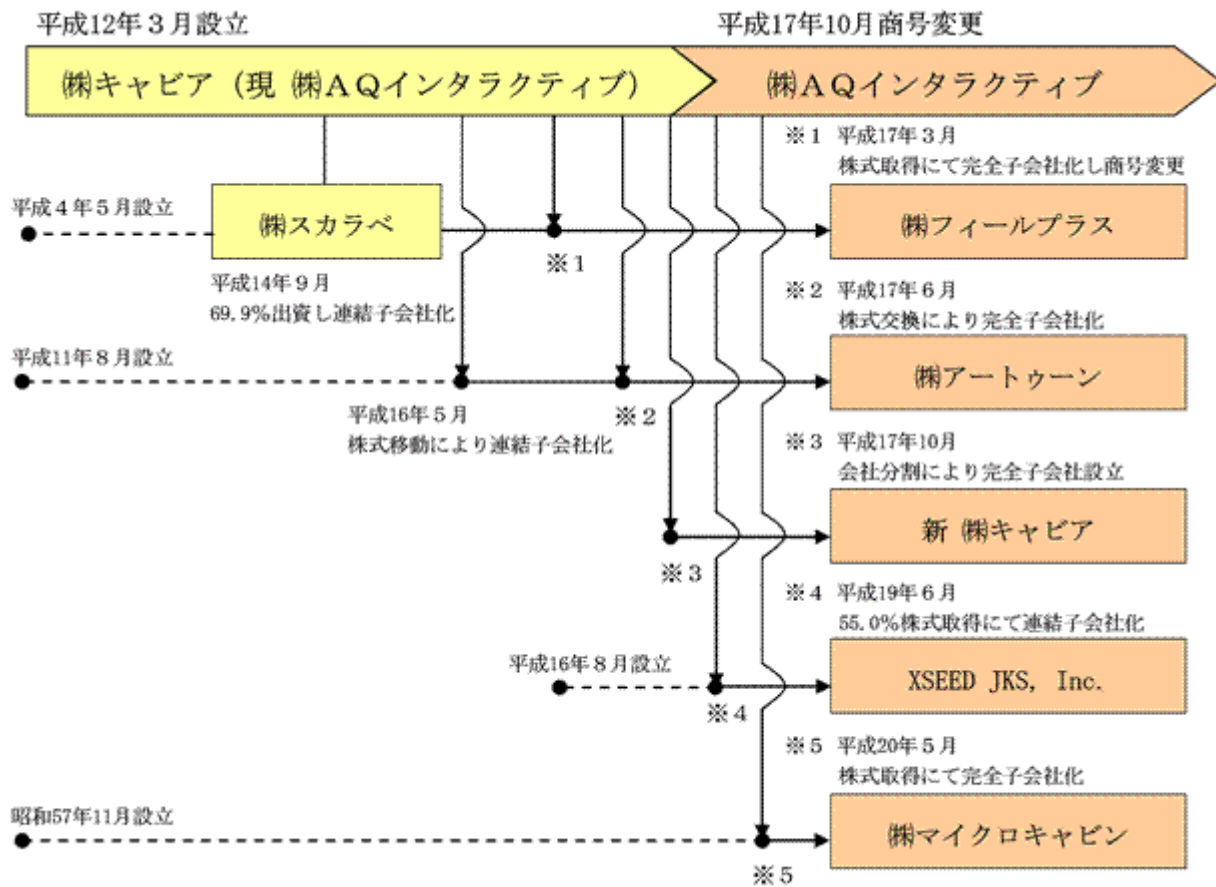 平成12年３月設立
平成17年10月商号変更
㈱キャビア（現 ㈱ＡＱインタラクティブ）
㈱ＡＱインタラクティブ
※１ 平成17年３月
株式取得にて完全子会社化し商号変更
平成４年５月設立
㈱スカラベ
㈱フィールプラス
※１
平成14年９月
69.9%出資し連結子会社化
※２ 平成17年６月
株式交換により完全子会社化
平成11年８月設立
㈱アートゥーン
平成16年５月
株式移動により連結子会社化
※２
※３ 平成17年10月
会社分割により完全子会社設立
新 ㈱キャビア
※３
※４ 平成19年６月
55.0%株式取得にて連結子会社化
平成16年８月設立
XSEED JKS, Inc.
※４
※５ 平成20年５月
株式取得にて完全子会社化
昭和57年11月設立
㈱マイクロキャビン
※５